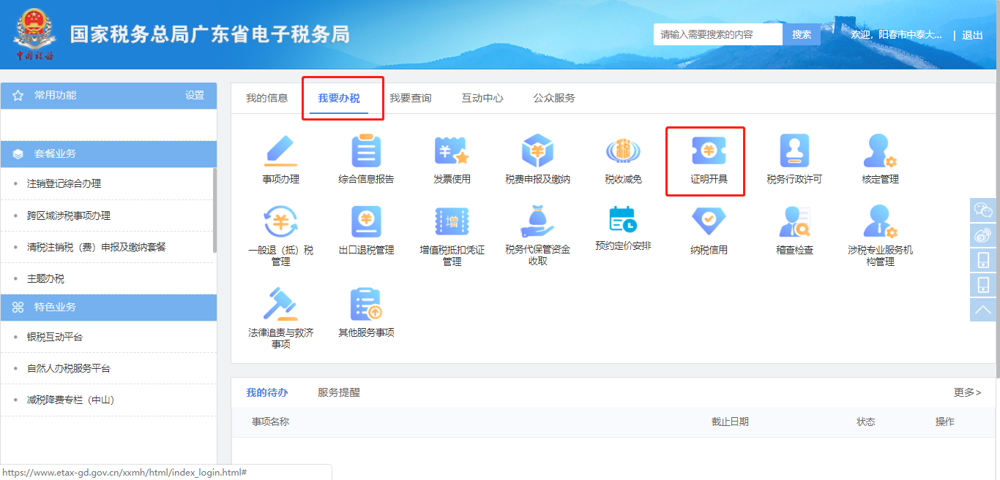 国家税务总局广东省电子税务局
中国税务
请输入需要搜索的内容
搜索
欢迎，阳春市中泰大...
|
退出
常用功能
设置
套餐业务
注销登记综合办理
跨区域涉税事项办理
清税注销税（费）申报及缴纳套餐
主题办税
特色业务
银税互动平台
自然人办税服务平台
减税降费专栏（中山）
我的信息
我要办税
我要查询
互动中心
公众服务
事项办理
综合信息报告
发票使用
税费申报及缴纳
税
税收减免
证明开具
税务行政许可
核定管理
一般退（抵）税
管理
出口退税管理
增
增值税抵扣凭证
管理
税务代保管资金
收取
预约定价安排
纳税信用
稽查检查
涉税专业服务机
构管理
法律追责与救济
事项
其他服务事项
我的待办
服务提醒
更多>
事项名称
截止日期
状态
操作
https://www.etax-gd.gov.cn/xxmh/html/index_login.html#